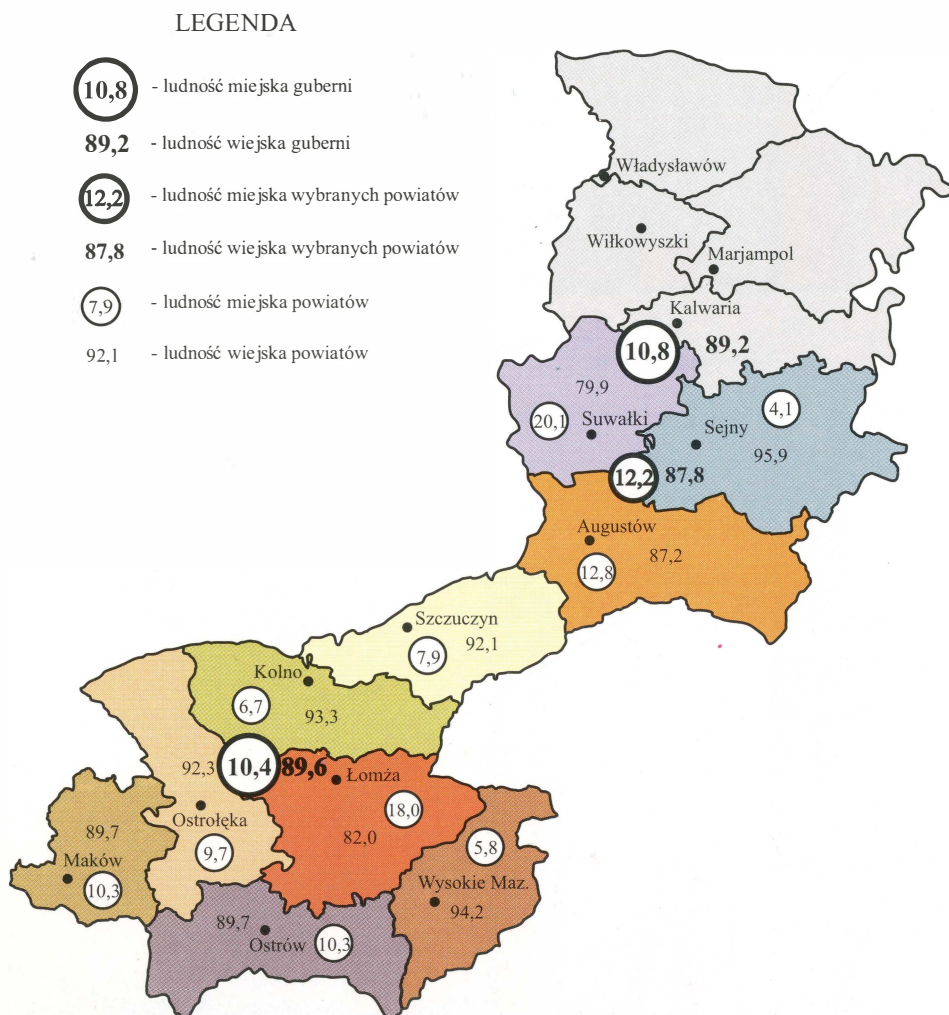 LEGENDA
10,8 - ludność miejska guberni
89,2 - ludność wiejska guberni
12,2 - ludność miejska wybranych powiatów
87,8 - ludność wiejska wybranych powiatów
7,9 - ludność miejska powiatów
92,1 - ludność wiejska powiatów
Władysławów
Wiłkowyszki
Marjampol
Kalwaria
10,8 89,2
79,9
20,1 Suwałki
4,1
Sejny
95,9
12,2 87,8
Augustów
87,2
12,8
Szczuczyn
92,1
7,9
Kolno
6,7
93,3
10,4 89,6
92,3
Łomża
18,0
82,0
Ostrołęka
9,7
89,7
Maków
10,3
5,8
Wysokie Maz.
94,2
89,7
Ostrów
10,3